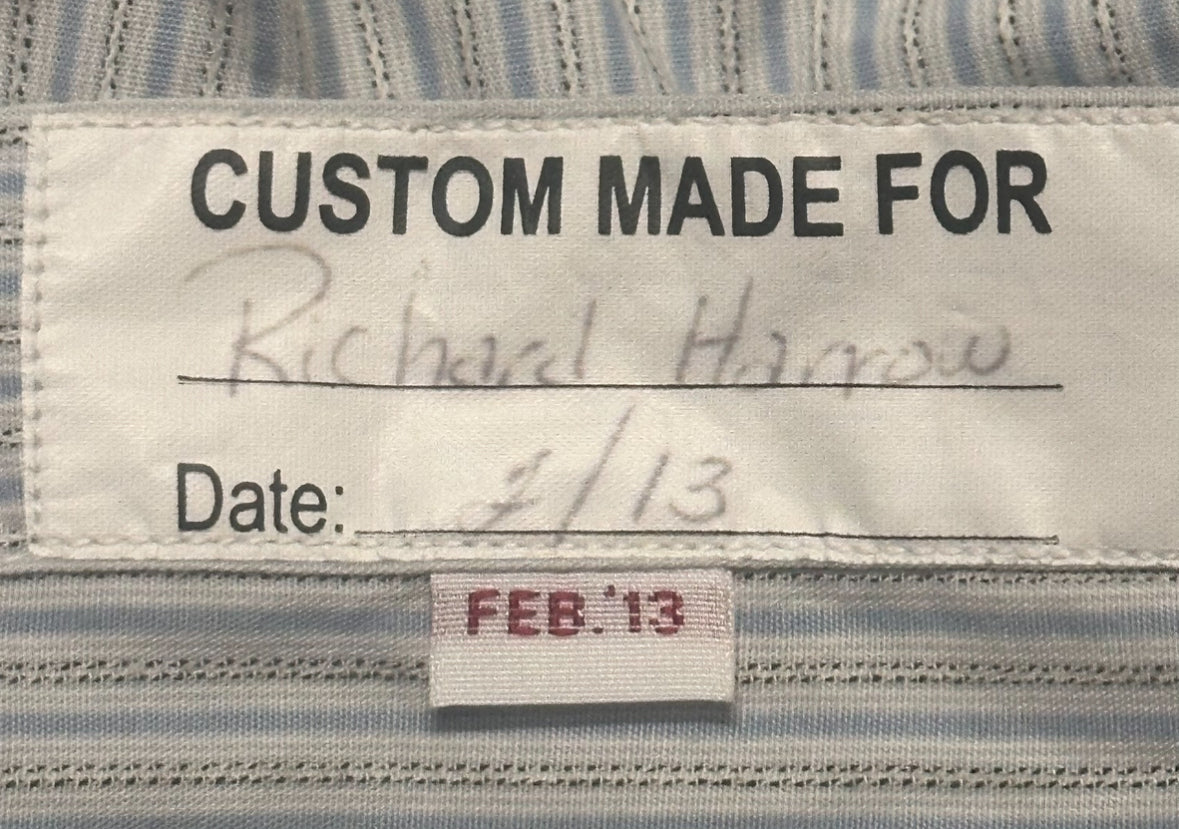 CUSTOM MADE FOR
Richard Harrow
Date: 2/13
FEB.'13